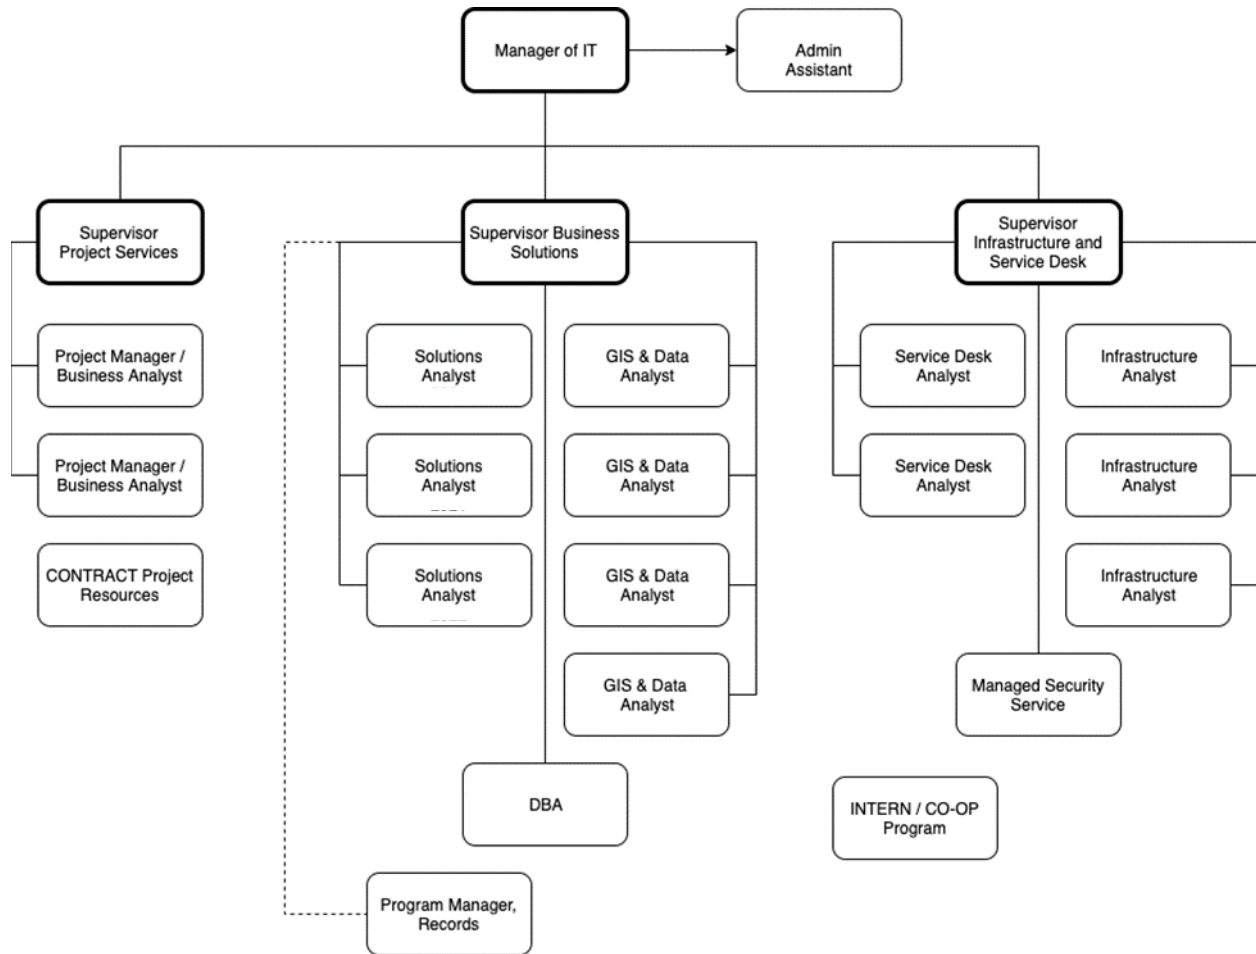 Manager of IT
Admin
Assistant
Supervisor
Project Services
Supervisor Business
Solutions
Supervisor
Infrastructure and
Service Desk
Project Manager /
Business Analyst
Solutions
Analyst
GIS & Data
Analyst
Service Desk
Analyst
Infrastructure
Analyst
Project Manager /
Business Analyst
Solutions
Analyst
GIS & Data
Analyst
Service Desk
Analyst
Infrastructure
Analyst
CONTRACT Project
Resources
Solutions
Analyst
GIS & Data
Analyst
Infrastructure
Analyst
GIS & Data
Analyst
Managed Security
Service
DBA
INTERN / CO-OP
Program
Program Manager,
Records